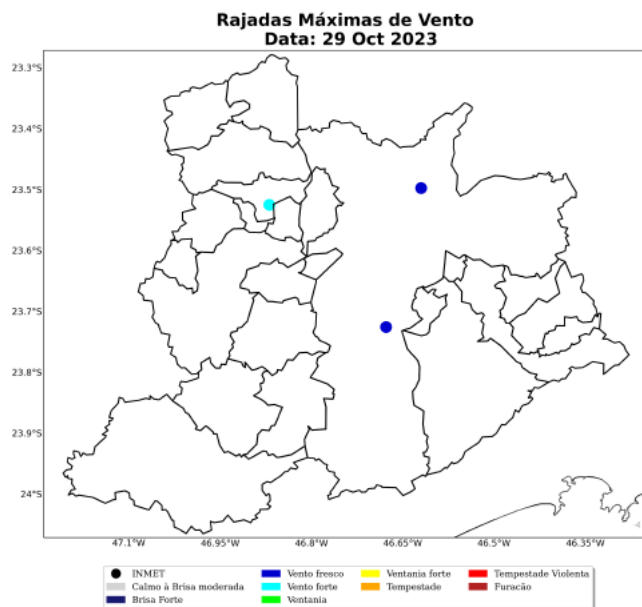 Rajadas Máximas de Vento
Data: 29 Oct 2023
23.3°S
23.4°S
23.5°S
23.6°S
23.7°S
23.8°S
23.9°S
24°S
47.1°W 46.95°W 46.8°W 46.65°W 46.5°W 46.35°W
INMET Vento fresco Ventania forte Tempestade Violenta
Calmo à Brisa moderada Vento forte Tempestade Furacão
Brisa Forte Ventania